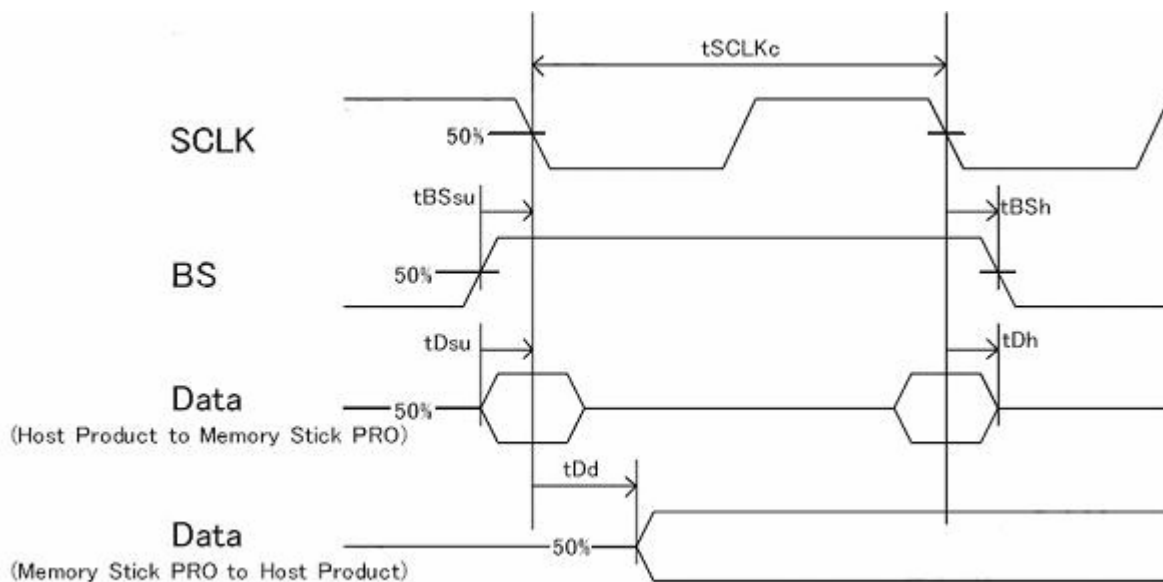 tSCLKc
SCLK
50%
tBSsu
tBSh
BS
50%
tDsu
tDh
Data
50%
(Host Product to Memory Stick PRO)
tDd
Data
50%
(Memory Stick PRO to Host Product)